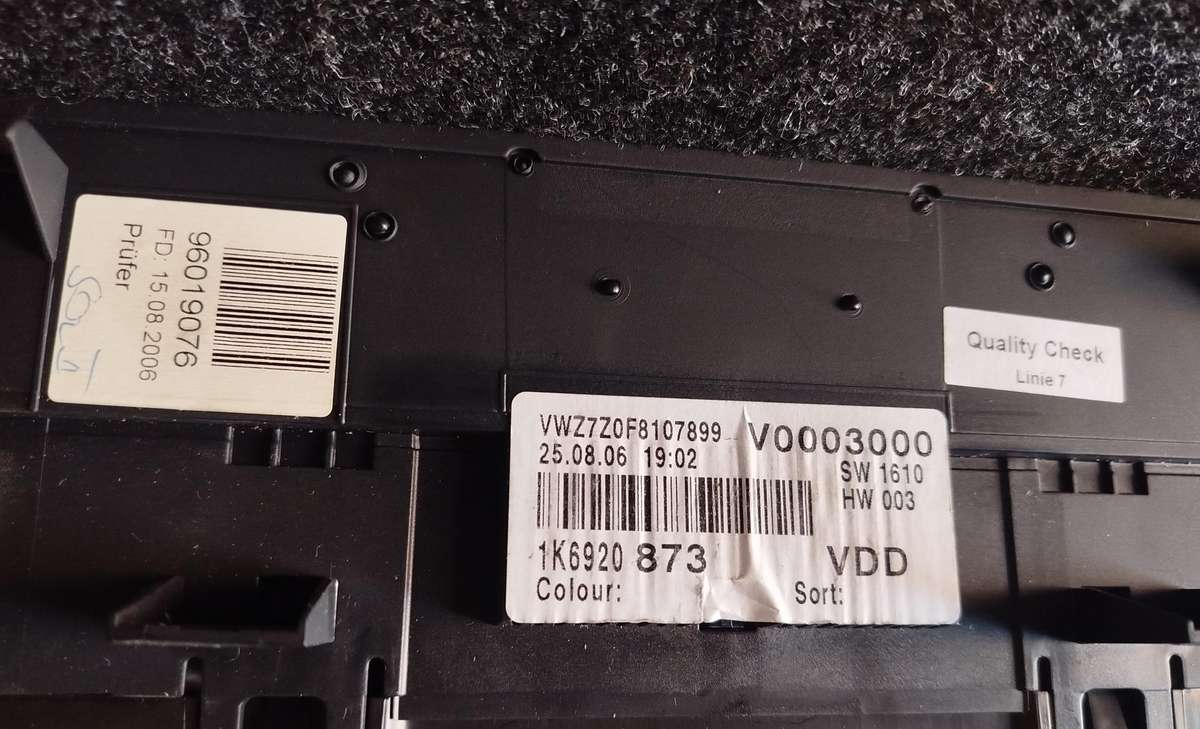 96019076
FD: 15.08.2006
Prüfer
Quality Check
Linie 7
VWZ7Z0F8107899 V0003000
25.08.06 19:02 SW 1610
HW 003
1K6920 873 VDD
Colour: Sort: